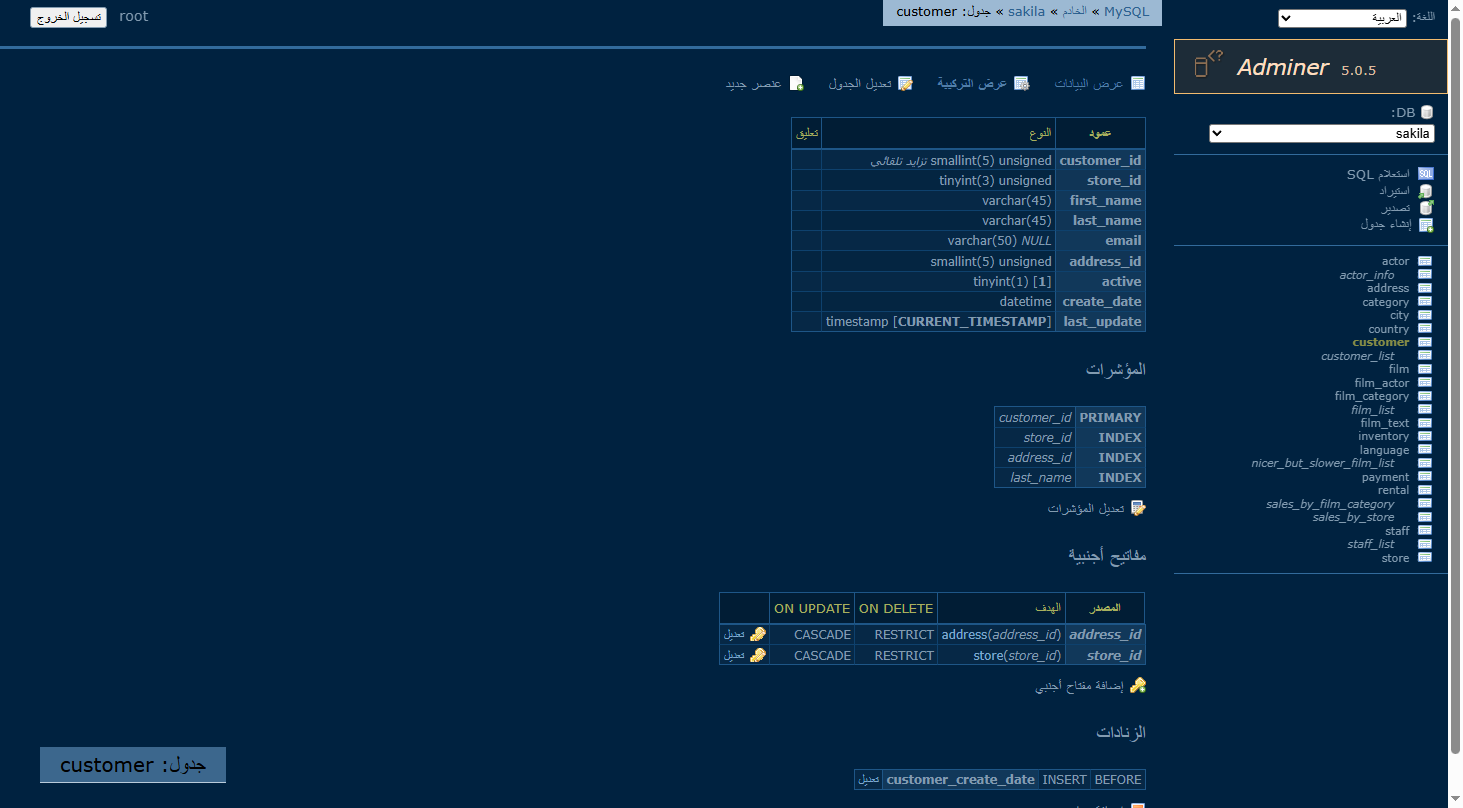 اللغة: العربية
MySQL » الخادم » sakila » جدول: customer
root تسجيل الخروج
Adminer 5.0.5
DB:
sakila
SQL استعلام SQL
استيراد
تصدير
إنشاء جدول
actor
actor_info
address
category
city
country
customer
customer_list
film
film_actor
film_category
film_list
film_text
inventory
language
nicer_but_slower_film_list
payment
rental
sales_by_film_category
sales_by_store
staff
staff_list
store
عرض البيانات عرض التركيبة تعديل الجدول عنصر جديد
عمود النوع تعليق
customer_id smallint(5) unsigned تزايد تلقائي
store_id tinyint(3) unsigned
first_name varchar(45)
last_name varchar(45)
email varchar(50) NULL
address_id smallint(5) unsigned
active tinyint(1) [1]
create_date datetime
last_update timestamp [CURRENT_TIMESTAMP]
المؤشرات
PRIMARY customer_id
INDEX store_id
INDEX address_id
INDEX last_name
تعديل المؤشرات
مفاتيح أجنبية
المصدر الهدف ON DELETE ON UPDATE
address_id address(address_id) RESTRICT CASCADE تعديل
store_id store(store_id) RESTRICT CASCADE تعديل
إضافة مفتاح أجنبي
الزنادات
BEFORE INSERT customer_create_date تعديل
جدول: customer